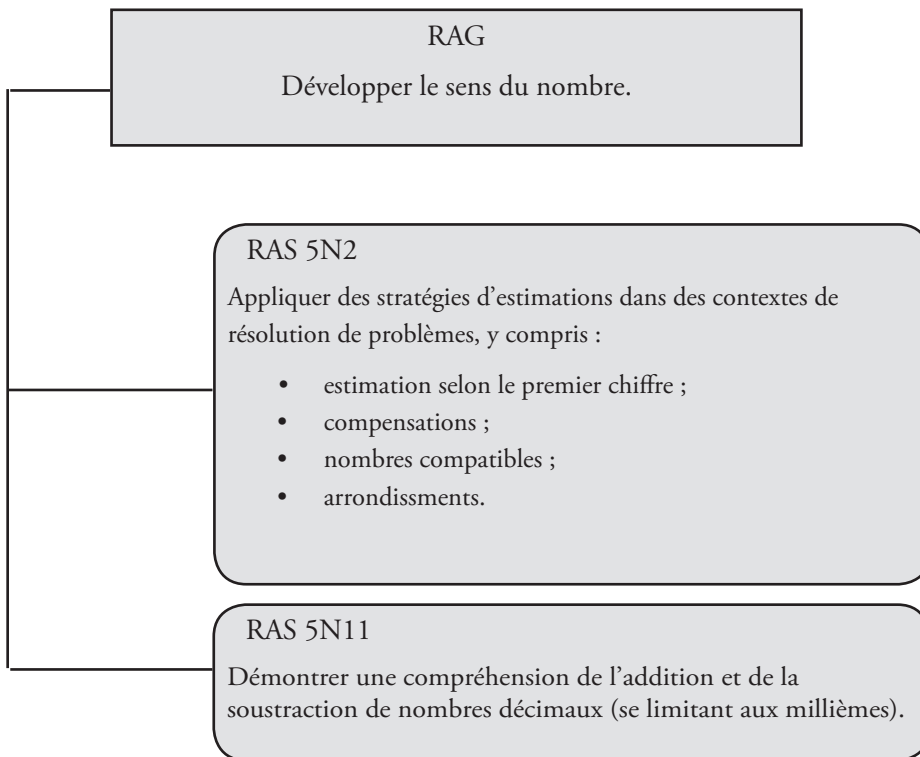 RAG
Développer le sens du nombre.
RAS 5N2
Appliquer des stratégies d’estimations dans des contextes de
résolution de problèmes, y compris :
• estimation selon le premier chiffre ;
• compensations ;
• nombres compatibles ;
• arrondissments.
RAS 5N11
Démontrer une compréhension de l’addition et de la
soustraction de nombres décimaux (se limitant aux millièmes).